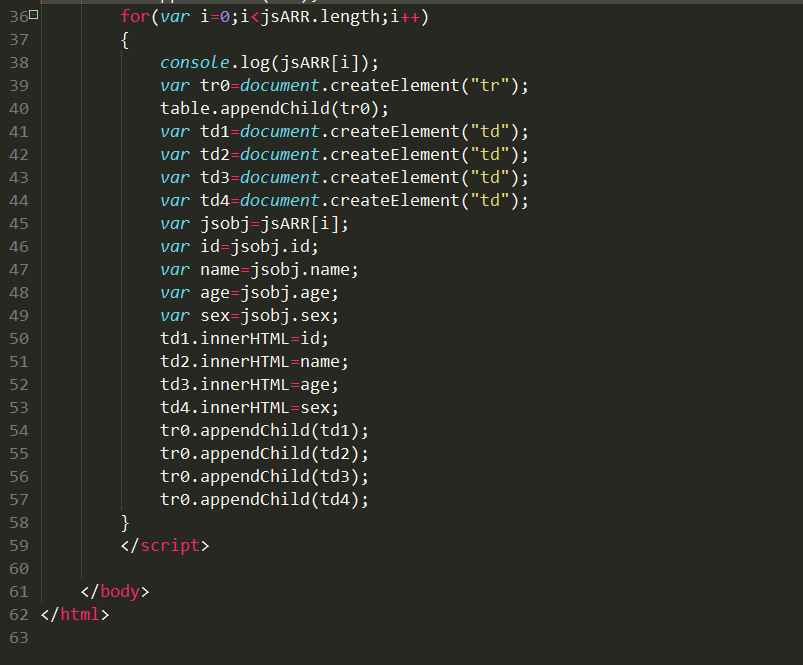 36 for(var i=0;i<jsARR.length;i++)
37 {
38 console.log(jsARR[i]);
39 var tr0=document.createElement("tr");
40 table.appendChild(tr0);
41 var td1=document.createElement("td");
42 var td2=document.createElement("td");
43 var td3=document.createElement("td");
44 var td4=document.createElement("td");
45 var jsobj=jsARR[i];
46 var id=jsobj.id;
47 var name=jsobj.name;
48 var age=jsobj.age;
49 var sex=jsobj.sex;
50 td1.innerHTML=id;
51 td2.innerHTML=name;
52 td3.innerHTML=age;
53 td4.innerHTML=sex;
54 tr0.appendChild(td1);
55 tr0.appendChild(td2);
56 tr0.appendChild(td3);
57 tr0.appendChild(td4);
58 }
59 </script>
60
61 </body>
62 </html>
63